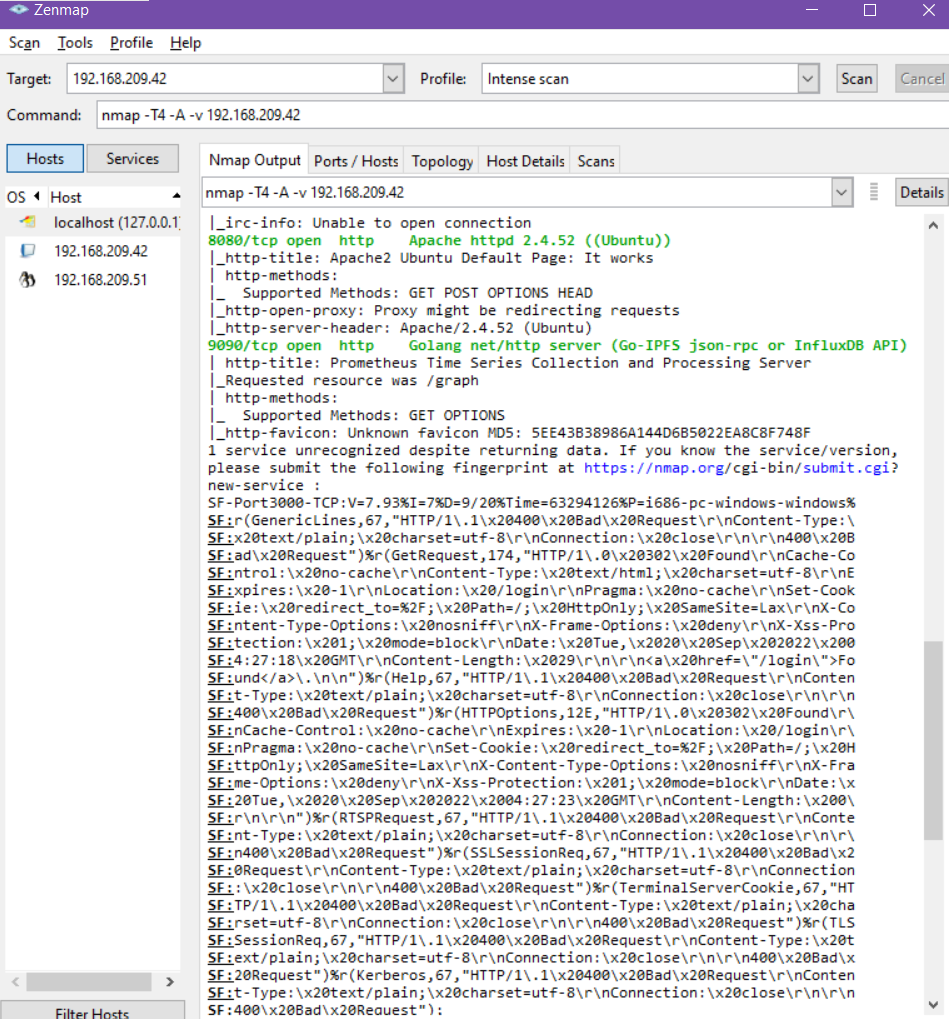 Zenmap
Scan Tools Profile Help
Target: 192.168.209.42 Profile: Intense scan Scan Cancel
Command: nmap -T4 -A -v 192.168.209.42
Hosts Services
Nmap Output Ports / Hosts Topology Host Details Scans
OS Host
nmap -T4 -A -v 192.168.209.42 Details
localhost (127.0.0.1)
192.168.209.42
192.168.209.51
|_irc-info: Unable to open connection
8080/tcp open  http    Apache httpd 2.4.52 ((Ubuntu))
|_http-title: Apache2 Ubuntu Default Page: It works
| http-methods:
|_  Supported Methods: GET POST OPTIONS HEAD
|_http-open-proxy: Proxy might be redirecting requests
|_http-server-header: Apache/2.4.52 (Ubuntu)
9090/tcp open  http    Golang net/http server (Go-IPFS json-rpc or InfluxDB API)
| http-title: Prometheus Time Series Collection and Processing Server
|_Requested resource was /graph
| http-methods:
|_  Supported Methods: GET OPTIONS
|_http-favicon: Unknown favicon MD5: 5EE43B38986A144D6B5022EA8C8F748F
1 service unrecognized despite returning data. If you know the service/version,
please submit the following fingerprint at https://nmap.org/cgi-bin/submit.cgi?
new-service :
SF-Port3000-TCP:V=7.93%I=7%D=9/20%Time=63294126%P=i686-pc-windows-windows%
SF:r(GenericLines,67,"HTTP/1\.1\x20400\x20Bad\x20Request\r\nContent-Type:\
SF:x20text/plain;\x20charset=utf-8\r\nConnection:\x20close\r\n\r\n400\x20B
SF:ad\x20Request")%r(GetRequest,174,"HTTP/1\.0\x20302\x20Found\r\nCache-Co
SF:ntrol:\x20no-cache\r\nContent-Type:\x20text/html;\x20charset=utf-8\r\nE
SF:xpires:\x20-1\r\nLocation:\x20/login\r\nPragma:\x20no-cache\r\nSet-Cook
SF:ie:\x20redirect_to=%2F;\x20Path=/;\x20HttpOnly;\x20SameSite=Lax\r\nX-Co
SF:ntent-Type-Options:\x20nosniff\r\nX-Frame-Options:\x20deny\r\nX-Xss-Pro
SF:tection:\x201;\x20mode=block\r\nDate:\x20Tue,\x2020\x20Sep\x202022\x200
SF:4:27:18\x20GMT\r\nContent-Length:\x2029\r\n\r\n<a\x20href=\"/login\">Fo
SF:und</a>\.\n\n")%r(Help,67,"HTTP/1\.1\x20400\x20Bad\x20Request\r\nConten
SF:t-Type:\x20text/plain;\x20charset=utf-8\r\nConnection:\x20close\r\n\r\n
SF:400\x20Bad\x20Request")%r(HTTPOptions,12E,"HTTP/1\.0\x20302\x20Found\r\
SF:nCache-Control:\x20no-cache\r\nExpires:\x20-1\r\nLocation:\x20/login\r\
SF:nPragma:\x20no-cache\r\nSet-Cookie:\x20redirect_to=%2F;\x20Path=/;\x20H
SF:ttpOnly;\x20SameSite=Lax\r\nX-Content-Type-Options:\x20nosniff\r\nX-Fra
SF:me-Options:\x20deny\r\nX-Xss-Protection:\x201;\x20mode=block\r\nDate:\x
SF:20Tue,\x2020\x20Sep\x202022\x2004:27:23\x20GMT\r\nContent-Length:\x200\
SF:r\n\r\n")%r(RTSPRequest,67,"HTTP/1\.1\x20400\x20Bad\x20Request\r\nConte
SF:nt-Type:\x20text/plain;\x20charset=utf-8\r\nConnection:\x20close\r\n\r\
SF:n400\x20Bad\x20Request")%r(SSLSessionReq,67,"HTTP/1\.1\x20400\x20Bad\x2
SF:0Request\r\nContent-Type:\x20text/plain;\x20charset=utf-8\r\nConnection
SF::\x20close\r\n\r\n400\x20Bad\x20Request")%r(TerminalServerCookie,67,"HT
SF:TP/1\.1\x20400\x20Bad\x20Request\r\nContent-Type:\x20text/plain;\x20cha
SF:rset=utf-8\r\nConnection:\x20close\r\n\r\n400\x20Bad\x20Request")%r(TLS
SF:SessionReq,67,"HTTP/1\.1\x20400\x20Bad\x20Request\r\nContent-Type:\x20t
SF:ext/plain;\x20charset=utf-8\r\nConnection:\x20close\r\n\r\n400\x20Bad\x
SF:20Request")%r(Kerberos,67,"HTTP/1\.1\x20400\x20Bad\x20Request\r\nConten
SF:t-Type:\x20text/plain;\x20charset=utf-8\r\nConnection:\x20close\r\n\r\n
SF:400\x20Bad\x20Request");
Filter Hosts